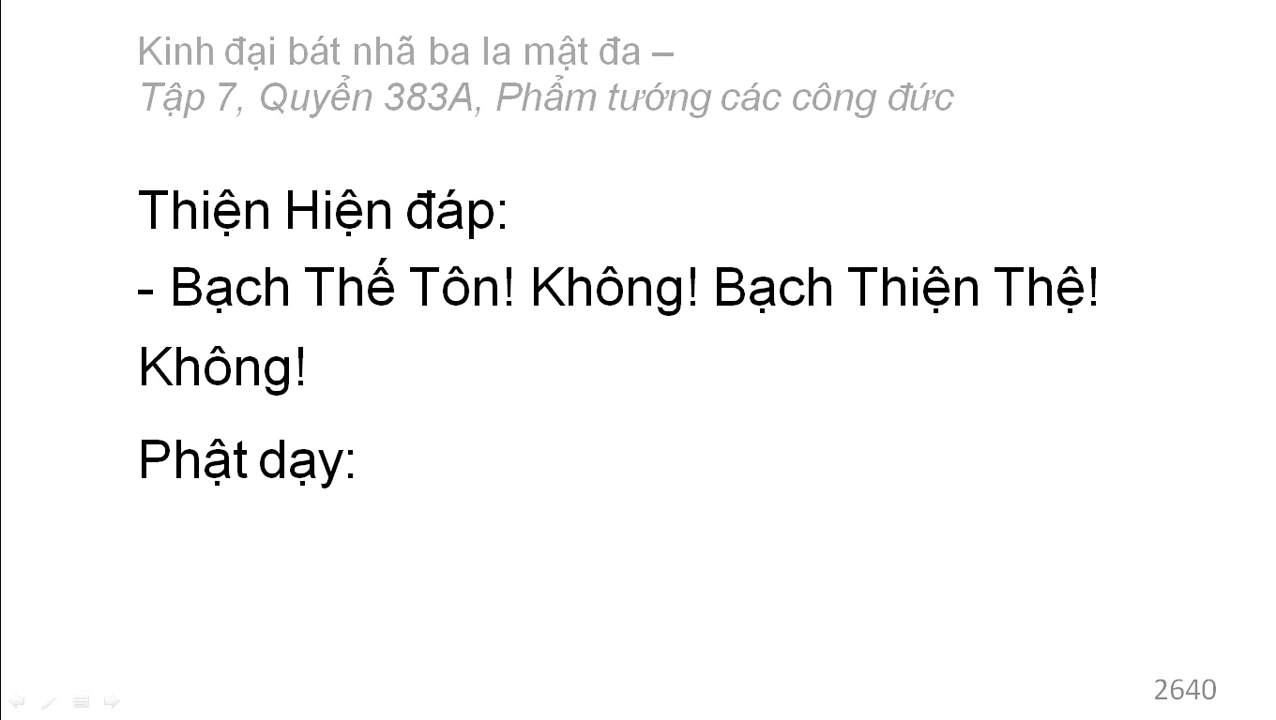 Kinh đại bát nhã ba la mật đa –
Tập 7, Quyển 383A, Phẩm tướng các công đức
Thiện Hiện đáp:
- Bạch Thế Tôn! Không! Bạch Thiện Thệ!
Không!
Phật dạy:
2640